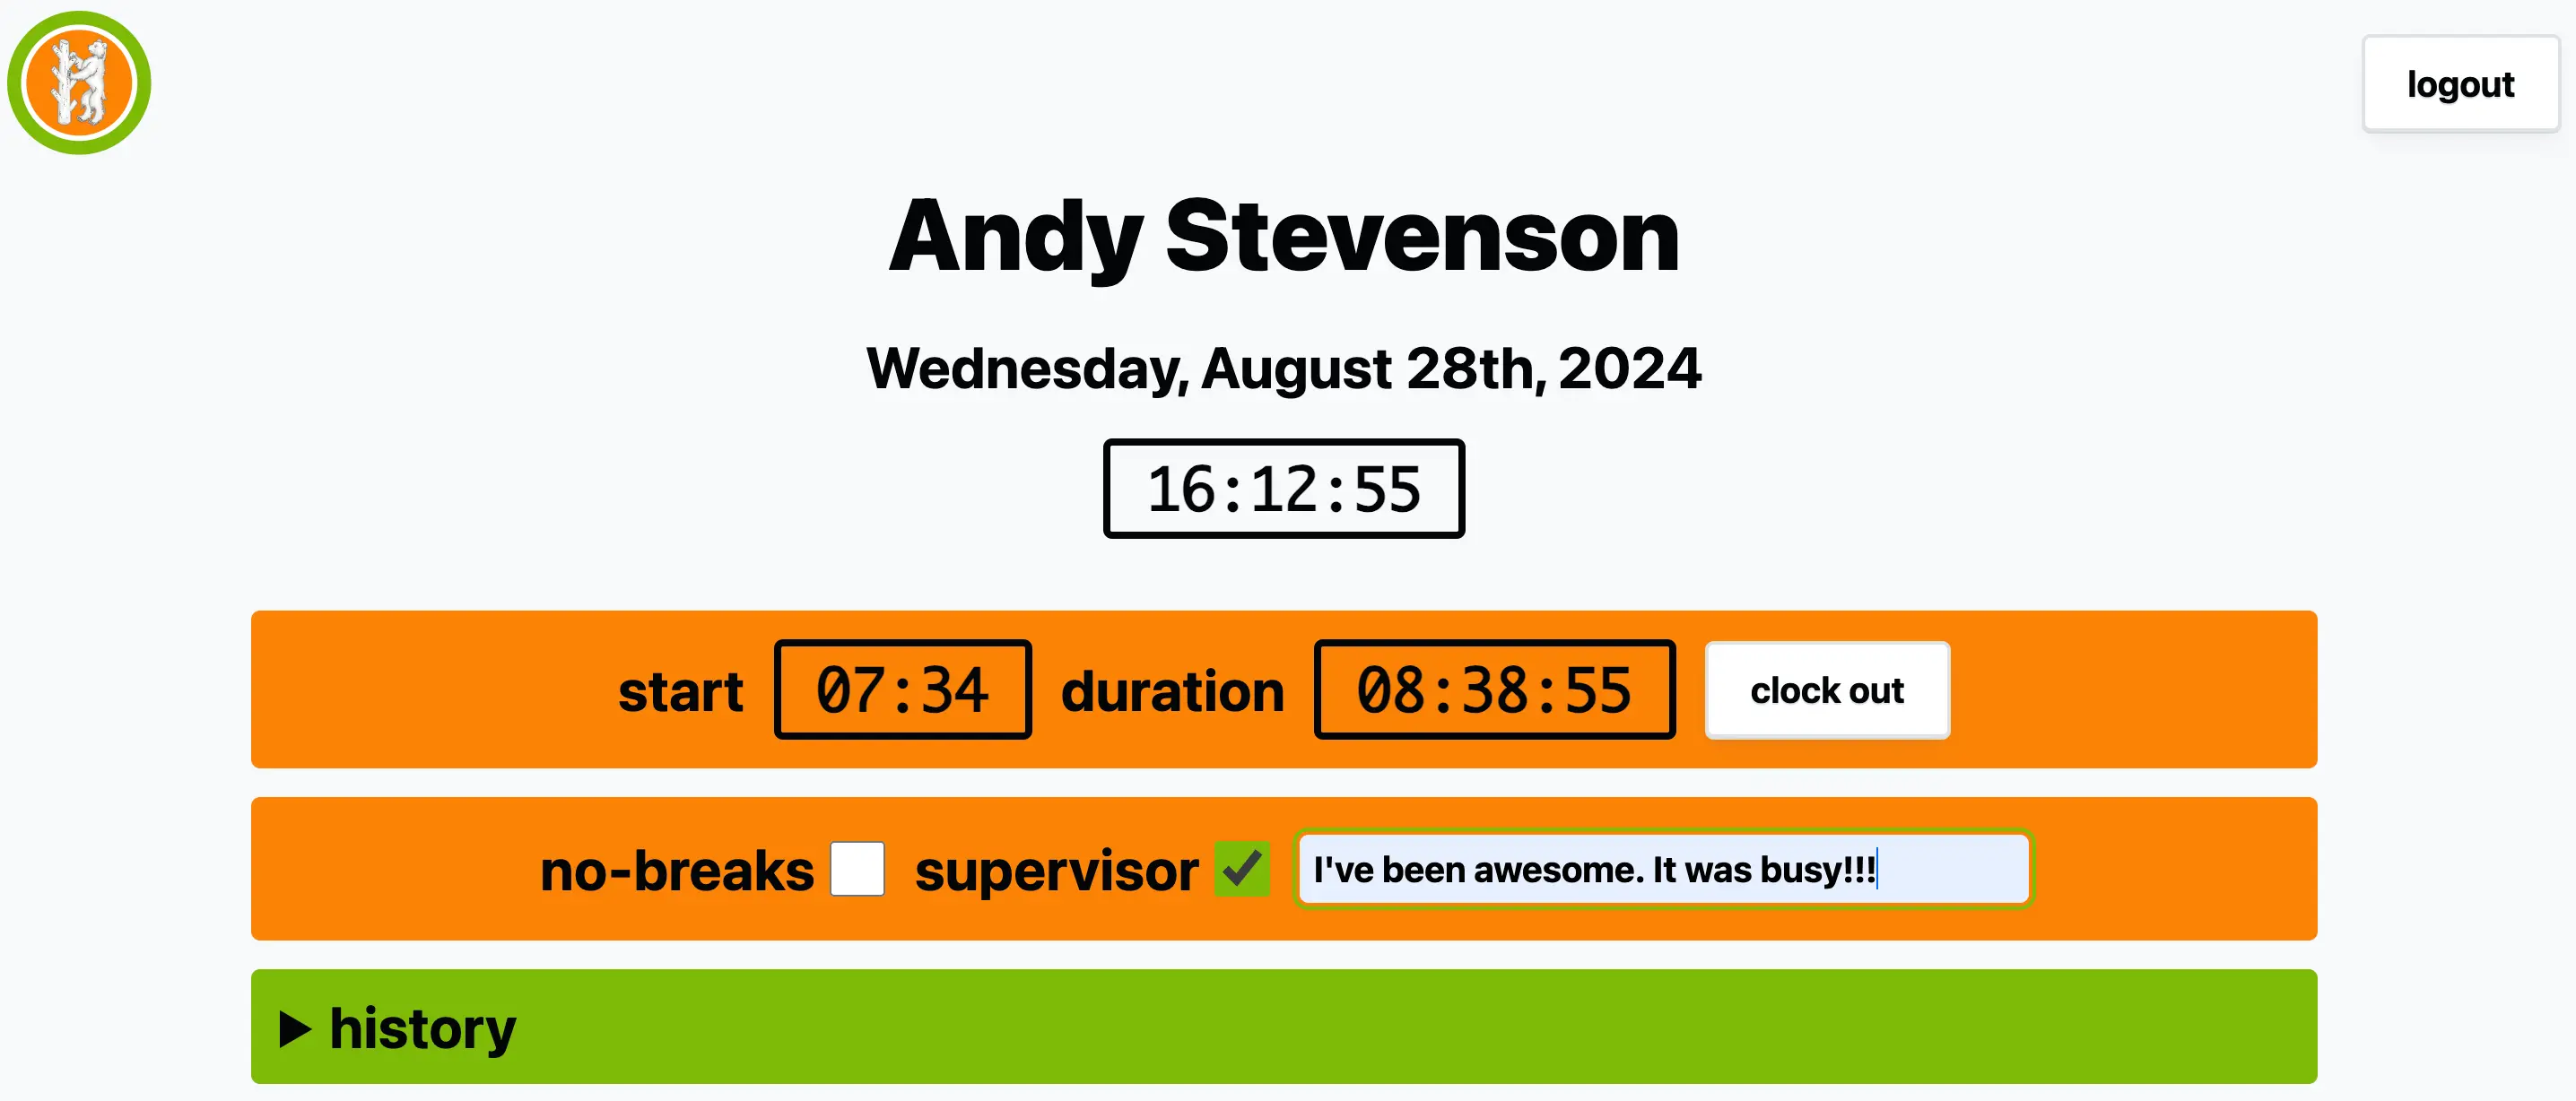 logout
Andy Stevenson
Wednesday, August 28th, 2024
16:12:55
start 07:34 duration 08:38:55 clock out
no-breaks supervisor I've been awesome. It was busy!!!
history